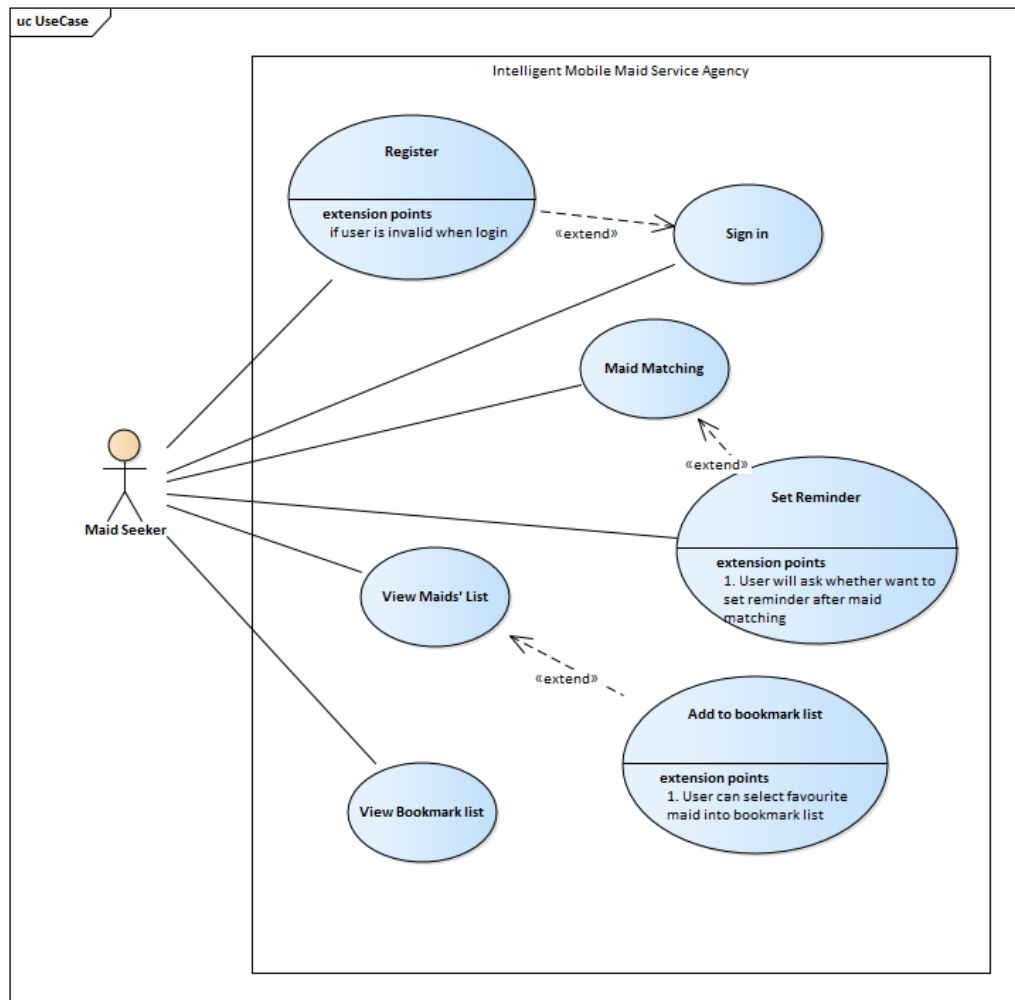 uc UseCase
Intelligent Mobile Maid Service Agency
Register
extension points
if user is invalid when login
«extend»
Sign in
Maid Matching
«extend»
Set Reminder
extension points
1. User will ask whether want to
set reminder after maid
matching
Maid Seeker
View Maids' List
«extend»
Add to bookmark list
extension points
1. User can select favourite
maid into bookmark list
View Bookmark list